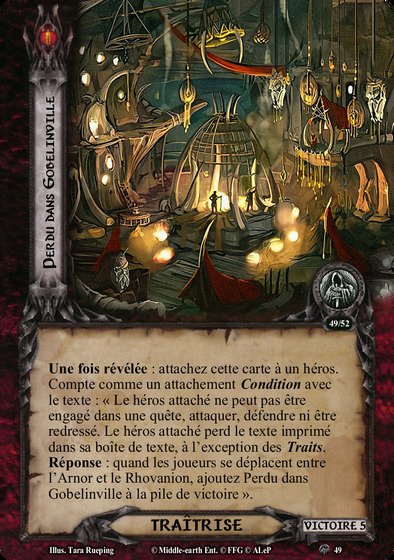 Perdu dans Gobelinville
49/52
Une fois révélée : attachez cette carte à un héros.
Compte comme un attachement Condition avec
le texte : « Le héros attaché ne peut pas être
engagé dans une quête, attaquer, défendre ni être
redressé. Le héros attaché perd le texte imprimé
dans sa boîte de texte, à l'exception des Traits.
Réponse : quand les joueurs se déplacent entre
l'Arnor et le Rhovanion, ajoutez Perdu dans
Gobelinville à la pile de victoire ».
TRAÎTRISE
VICTOIRE 5
Illus. Tara Rueping © Middle-earth Ent. © FFG © ALeP 49